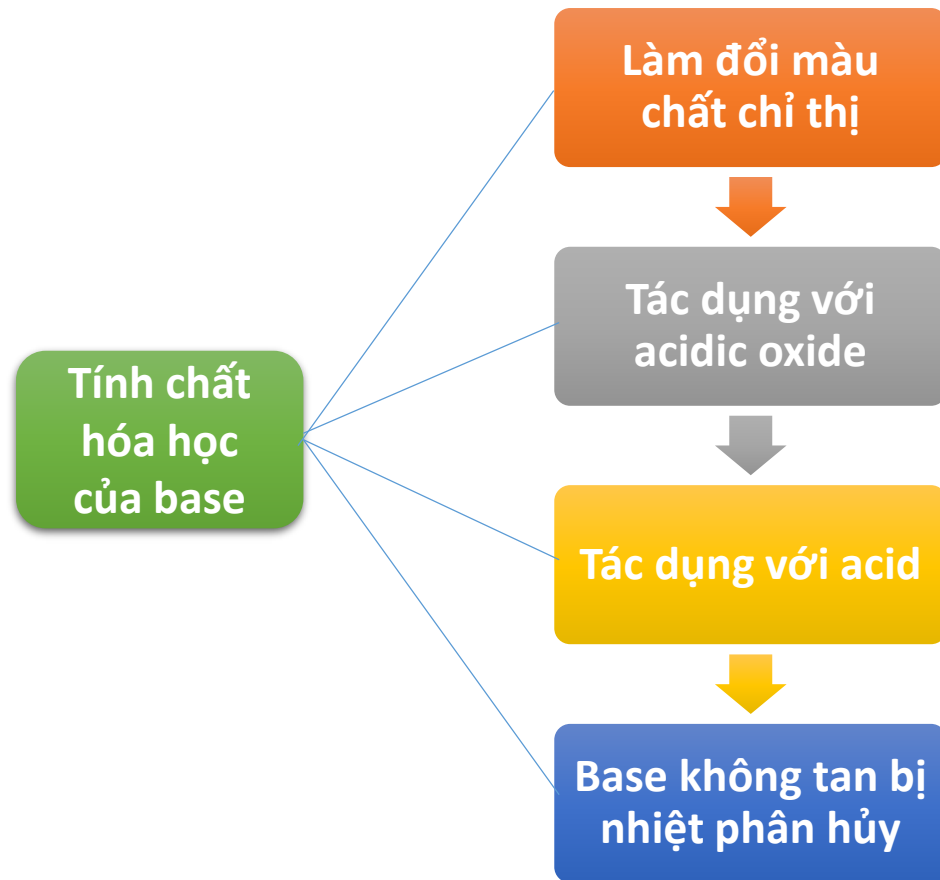 Làm đổi màu
chất chỉ thị
Tác dụng với
acidic oxide
Tính chất
hóa học
của base
Tác dụng với acid
Base không tan bị
nhiệt phân hủy